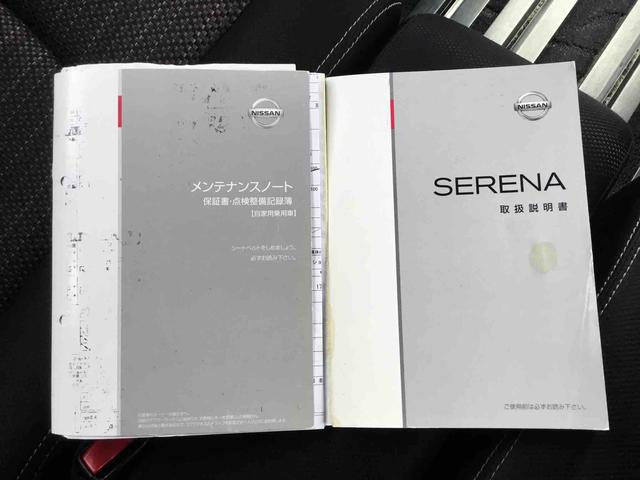 NISSAN
メンテナンスノート
保証書・点検整備記録簿
【自家用乗用車】
シートベルトをしめましょう。
必ずお読み下さい。
NISSAN
SERENA
取扱説明書
ご使用前は必ずお読み下さい。